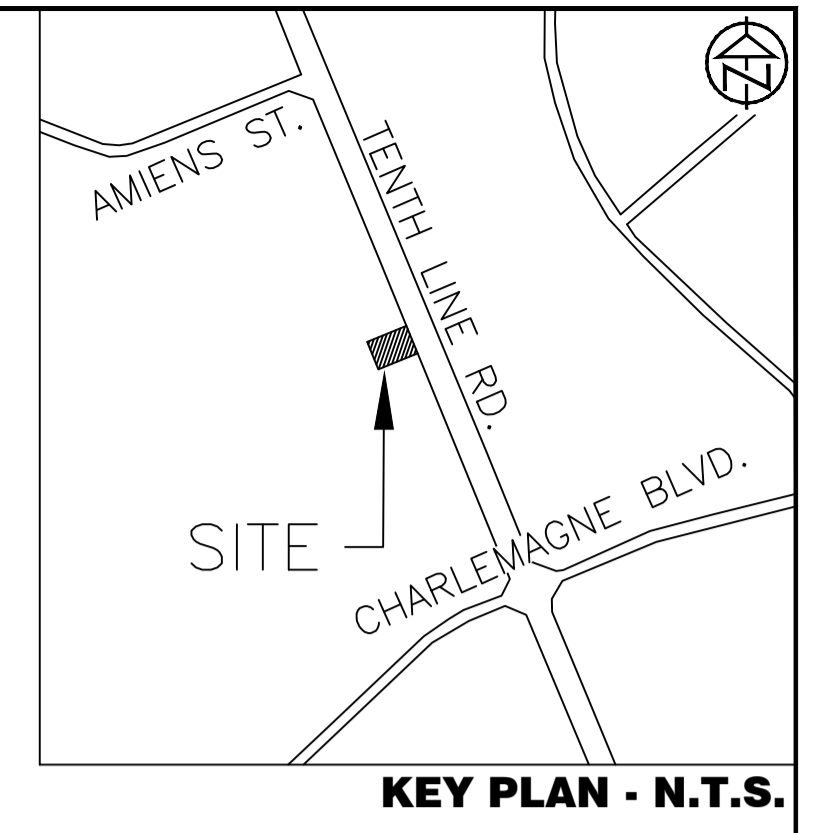 N
AMIENS ST.
TENTH LINE RD.
SITE
CHARLEMAGNE BLVD.
KEY PLAN - N.T.S.